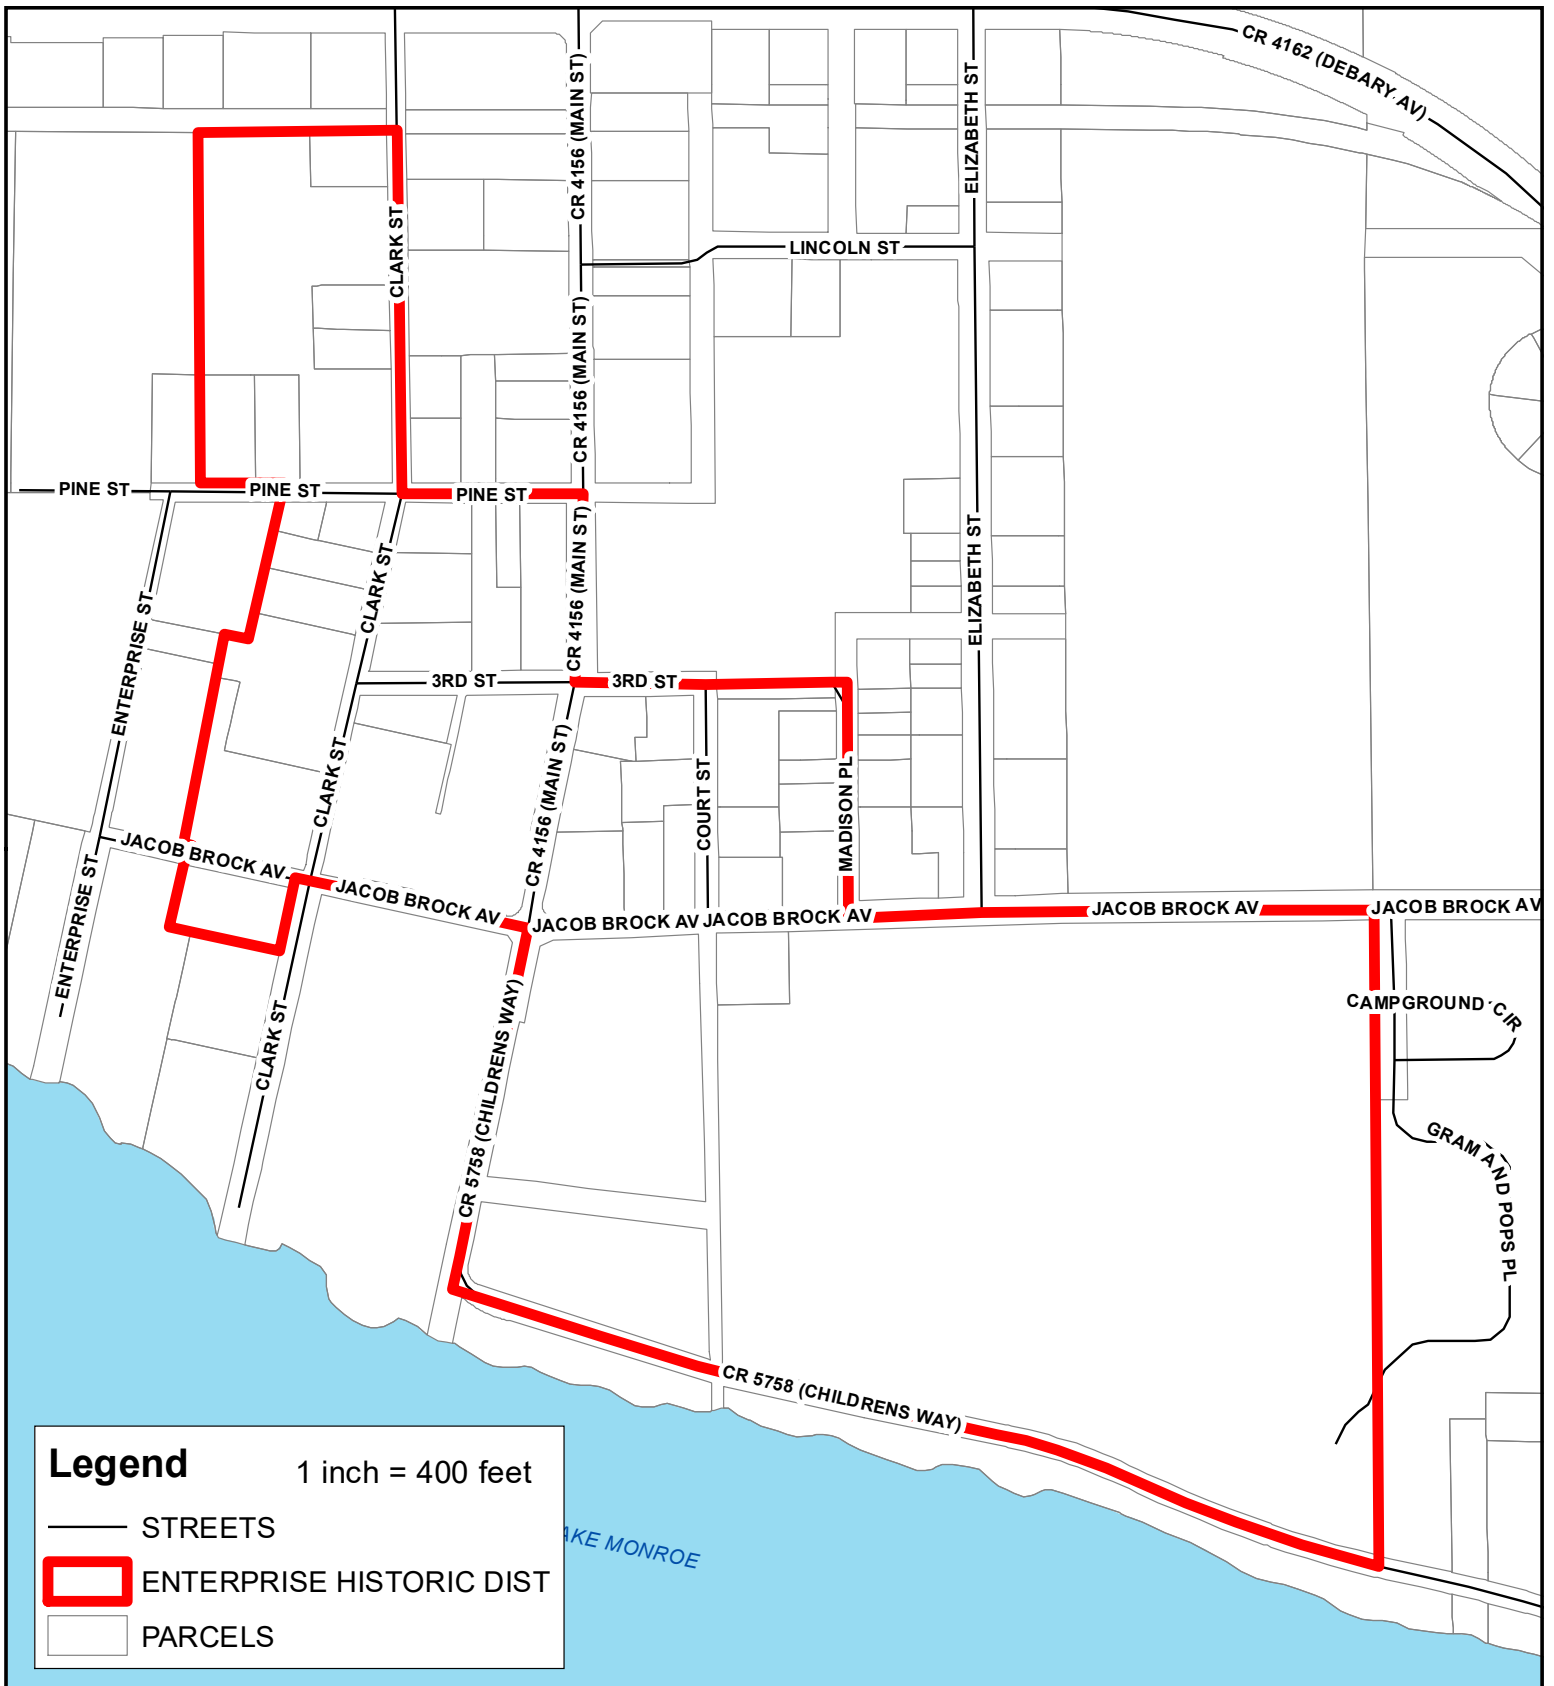 CR 4162 (DEBARY AV)
CR 4156 (MAIN ST)
ELIZABETH ST
CLARK ST
LINCOLN ST
CR 4156 (MAIN ST)
PINE ST
PINE ST
PINE ST
CR 4156 (MAIN ST)
ELIZABETH ST
CLARK ST
ENTERPRISE ST
3RD ST
3RD ST
CLARK ST
CR 4156 (MAIN ST)
COURT ST
MADISON PL
JACOB BROCK AV
JACOB BROCK AV
JACOB BROCK AV
JACOB BROCK AV
JACOB BROCK AV
JACOB BROCK AV
ENTERPRISE ST
CLARK ST
CR 5758 (CHILDRENS WAY)
CAMPGROUND CIR
GRAM AND POPS PL
CR 5758 (CHILDRENS WAY)
Legend
1 inch = 400 feet
STREETS
ENTERPRISE HISTORIC DIST
PARCELS
AKE MONROE